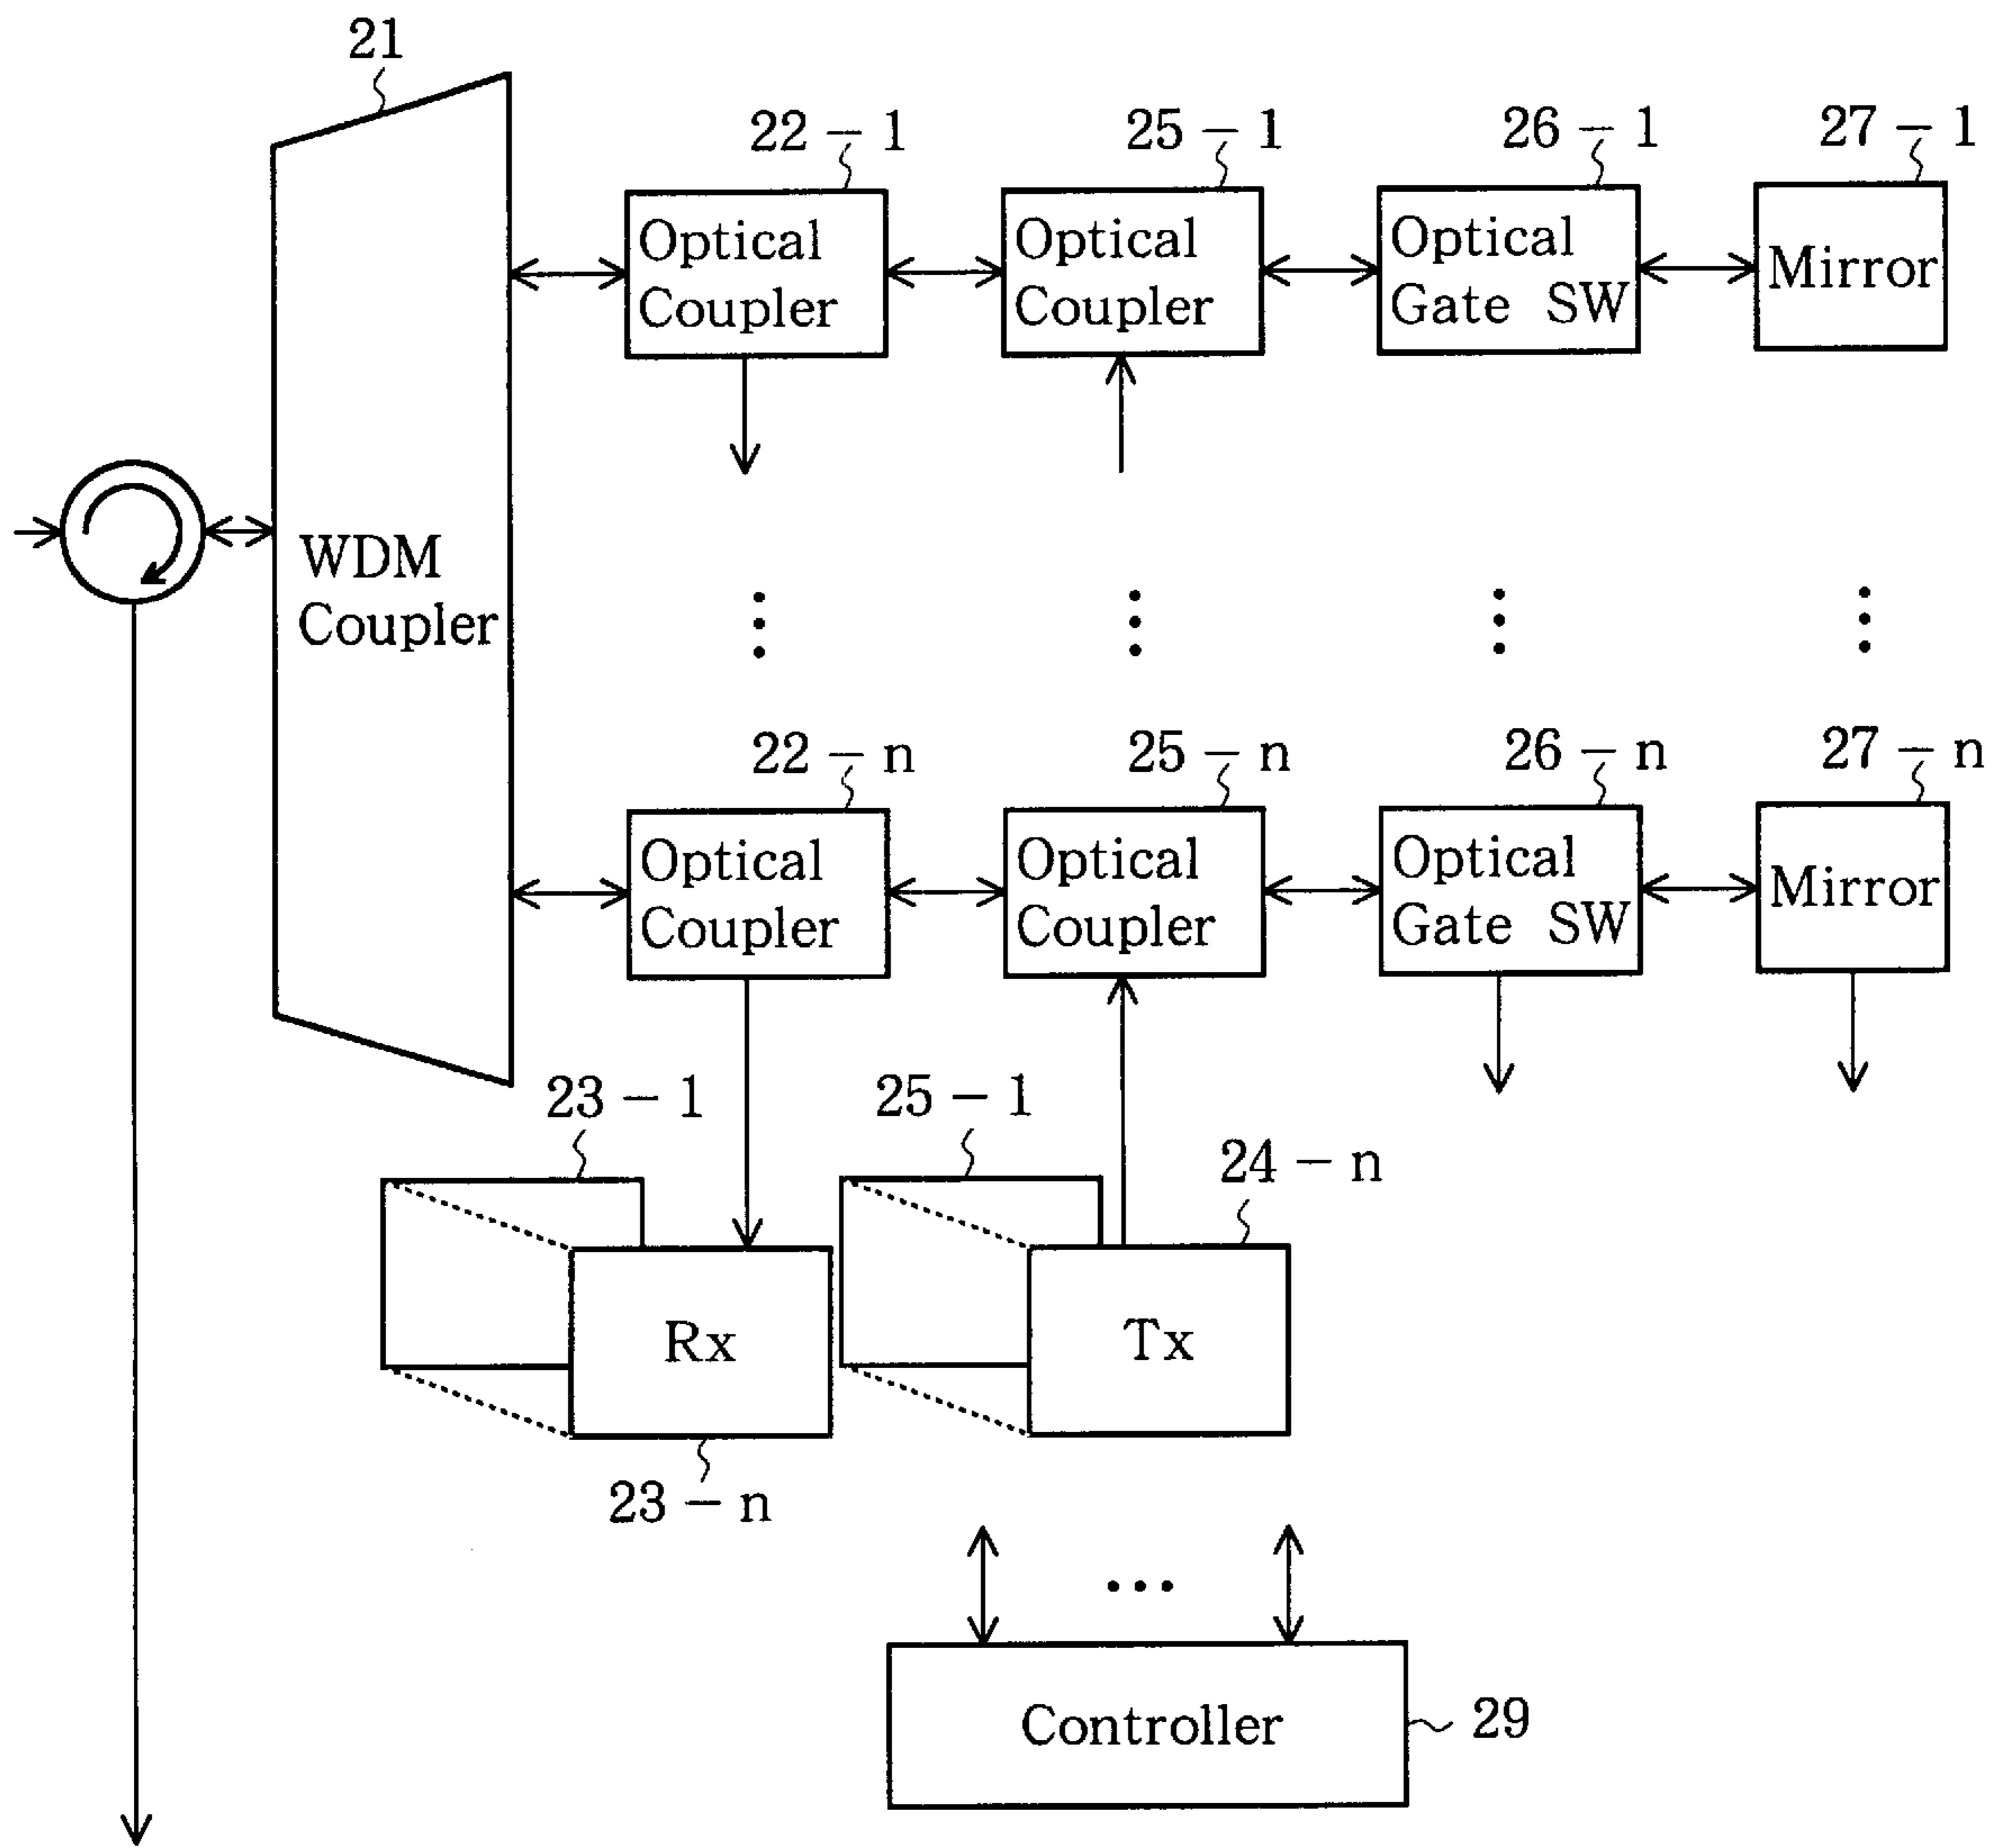 21
22-1
25-1
26-1
27-1
Optical
Coupler
Optical
Coupler
Optical
Gate SW
Mirror
WDM
Coupler
22-n
25-n
26-n
27-n
Optical
Coupler
Optical
Coupler
Optical
Gate SW
Mirror
23-1
25-1
24-n
Rx
Tx
23-n
Controller
29